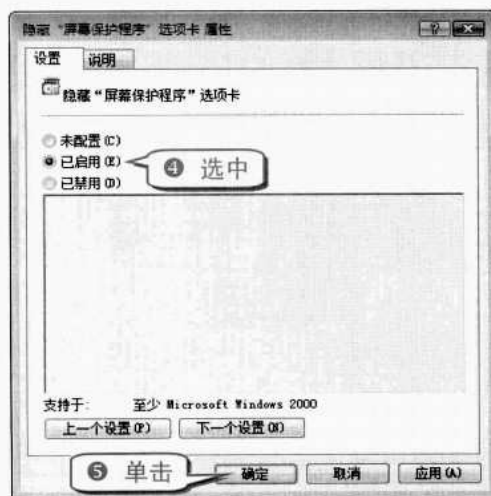 隐藏 “屏幕保护程序” 选项卡 属性
设置 说明
隐藏“屏幕保护程序”选项卡
未配置(C)
已启用(E)
④ 选中
已禁用(D)
支持于: 至少 Microsoft Windows 2000
上一个设置(P) 下一个设置(N)
⑤ 单击
确定 取消 应用(A)